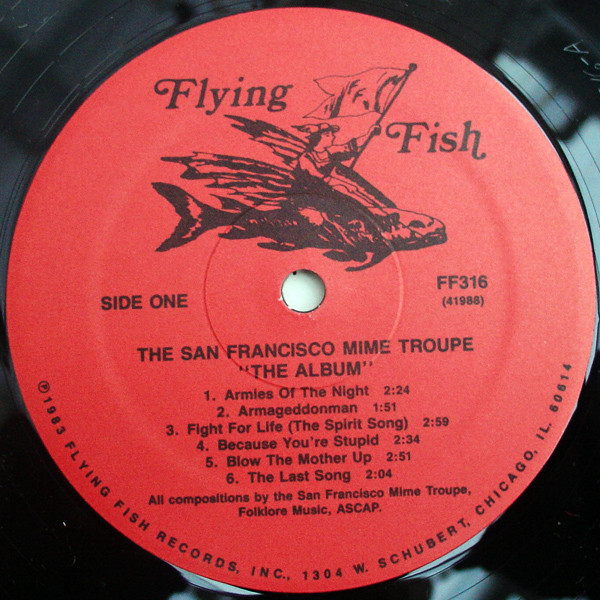 Flying
Fish
SIDE ONE
FF316
(41988)
THE SAN FRANCISCO MIME TROUPE
"THE ALBUM"
1. Armies Of The Night 2:24
2. Armageddonman 1:51
3. Fight For Life (The Spirit Song) 2:59
4. Because You're Stupid 2:34
5. Blow The Mother Up 2:51
6. The Last Song 2:04
All compositions by the San Francisco Mime Troupe,
Folklore Music, ASCAP.
℗1983 FLYING FISH RECORDS, INC., 1304 W. SCHUBERT, CHICAGO, IL. 60614